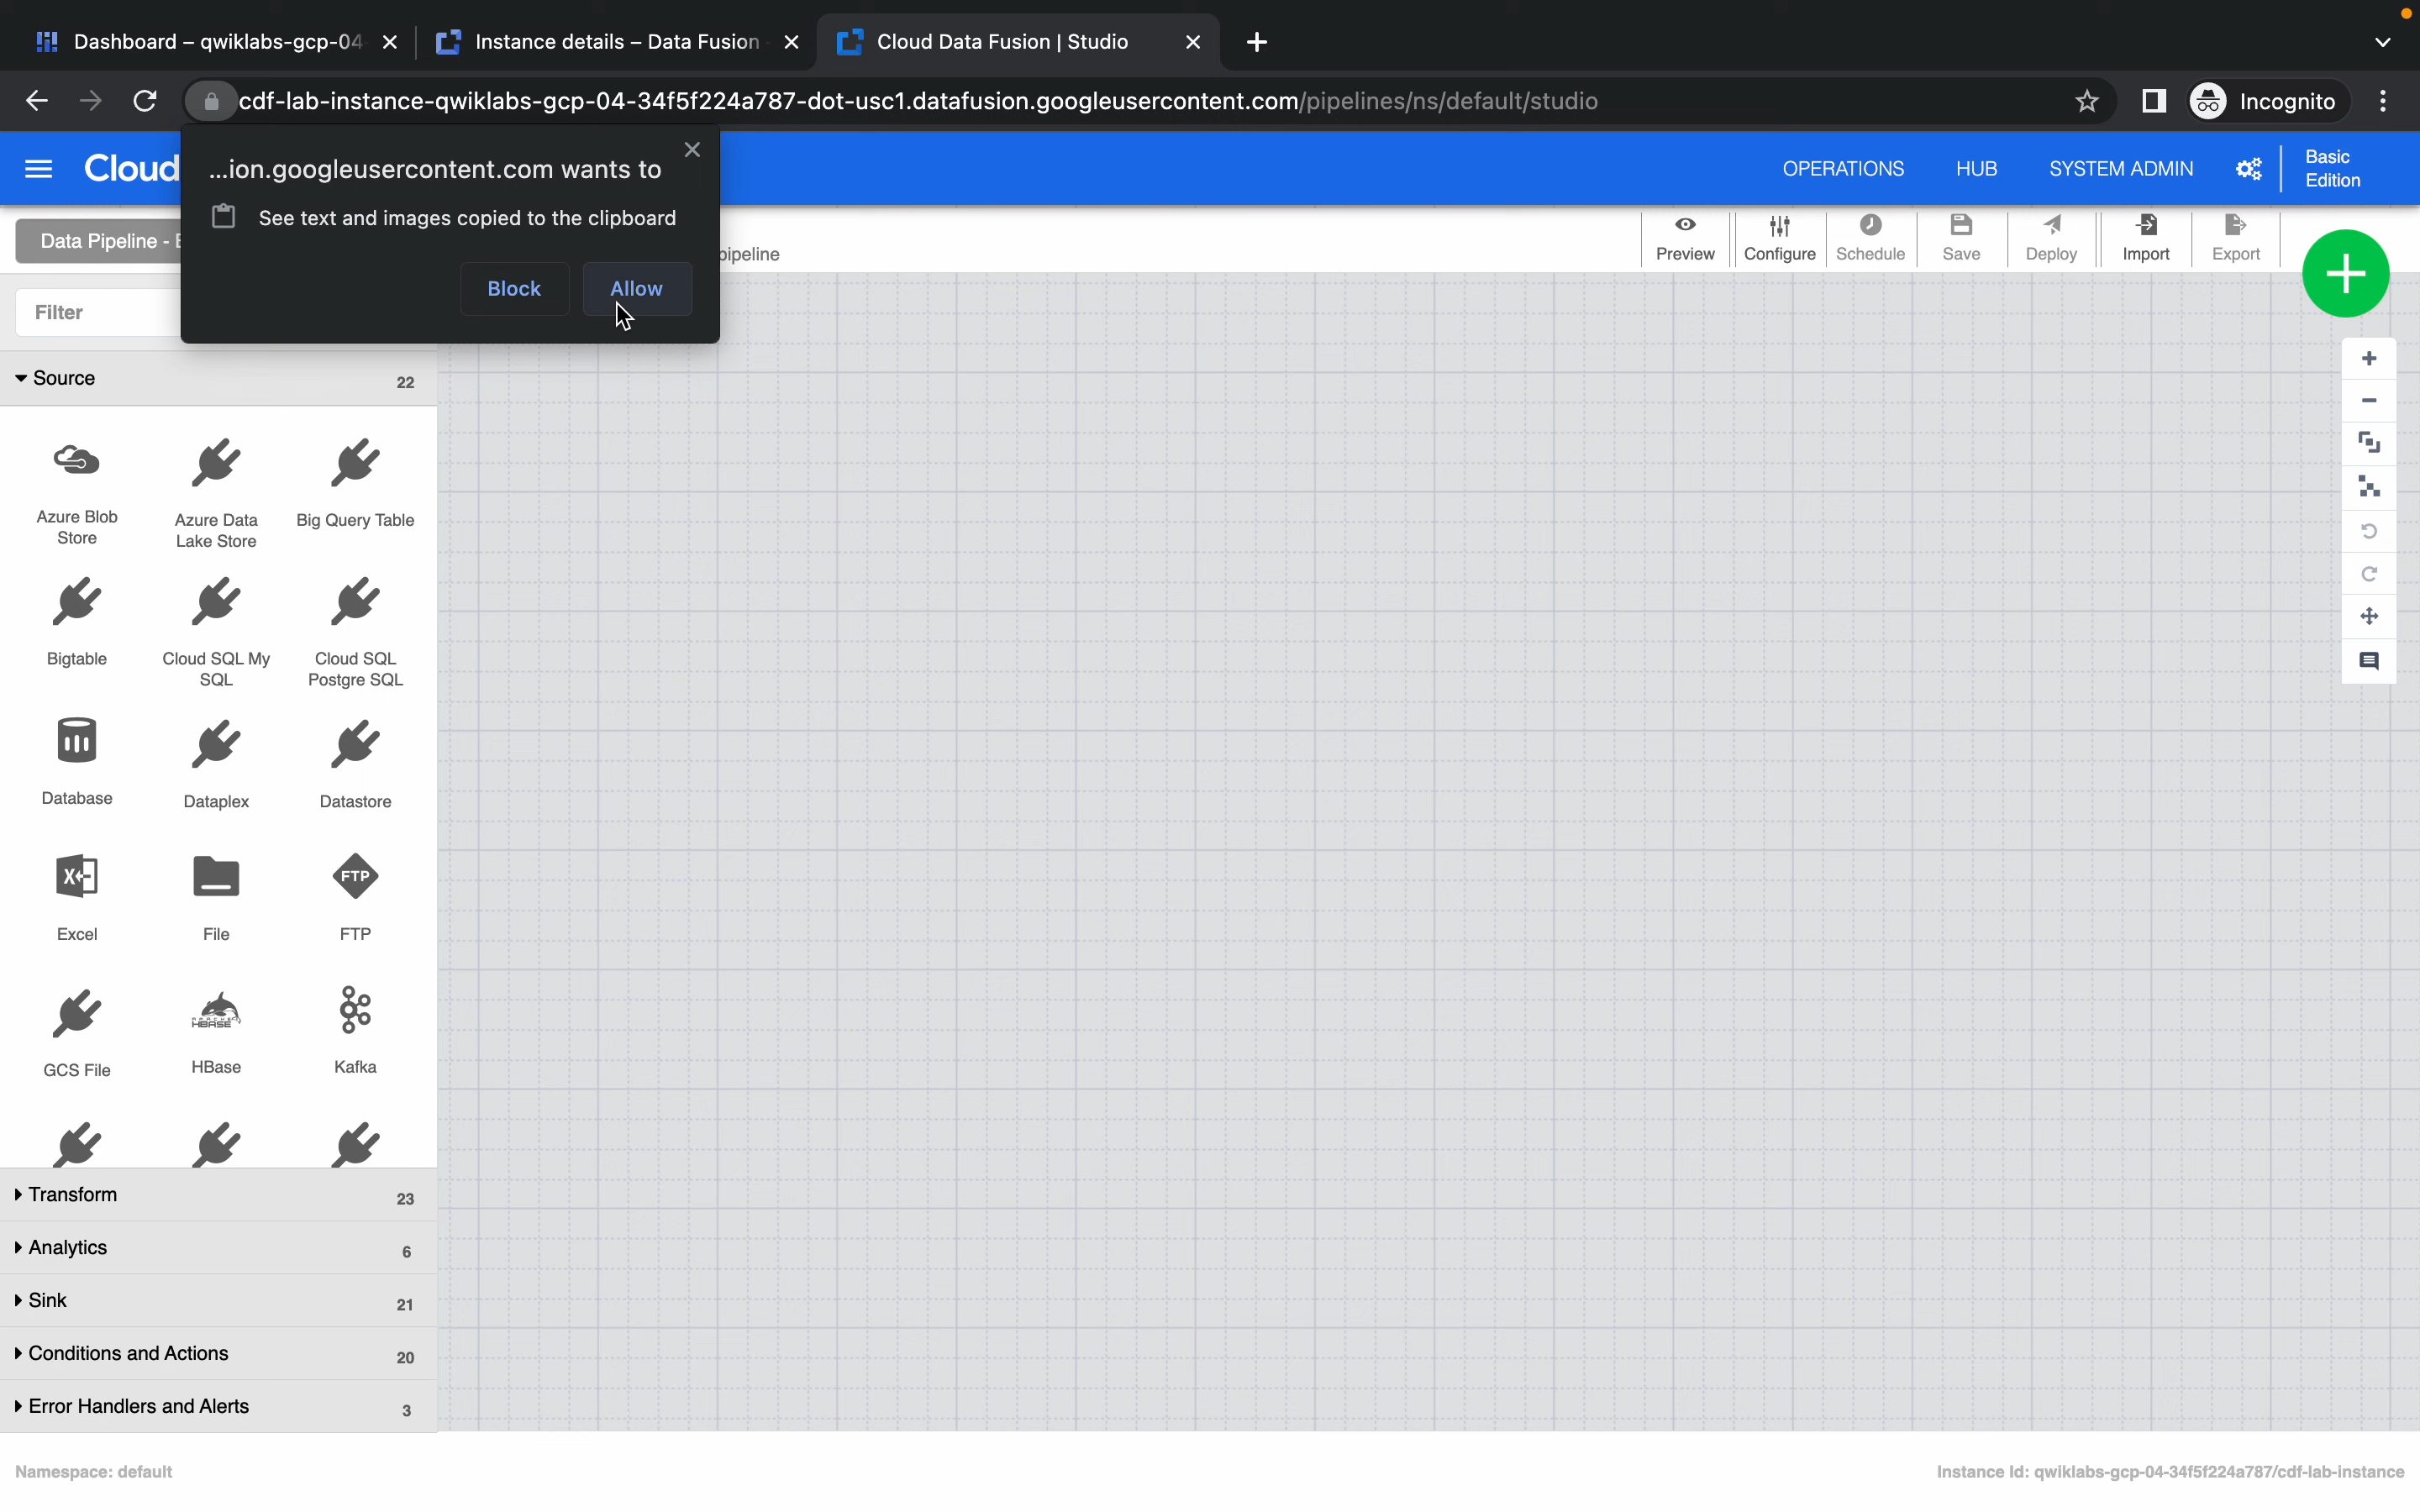 Dashboard – qwiklabs-gcp-04
Instance details – Data Fusion
Cloud Data Fusion | Studio
cdf-lab-instance-qwiklabs-gcp-04-34f5f224a787-dot-usc1.datafusion.googleusercontent.com/pipelines/ns/default/studio
Incognito
Cloud
OPERATIONS
HUB
SYSTEM ADMIN
Basic
Edition
...ion.googleusercontent.com wants to
See text and images copied to the clipboard
Block
Allow
Data Pipeline -
pipeline
Preview
Configure
Schedule
Save
Deploy
Import
Export
Filter
Source
22
Azure Blob
Store
Azure Data
Lake Store
Big Query Table
Bigtable
Cloud SQL My
SQL
Cloud SQL
Postgre SQL
Database
Dataplex
Datastore
Excel
File
FTP
FTP
GCS File
APACHE
HBASE
HBase
Kafka
Transform
23
Analytics
6
Sink
21
Conditions and Actions
20
Error Handlers and Alerts
3
Namespace: default
Instance Id: qwiklabs-gcp-04-34f5f224a787/cdf-lab-instance